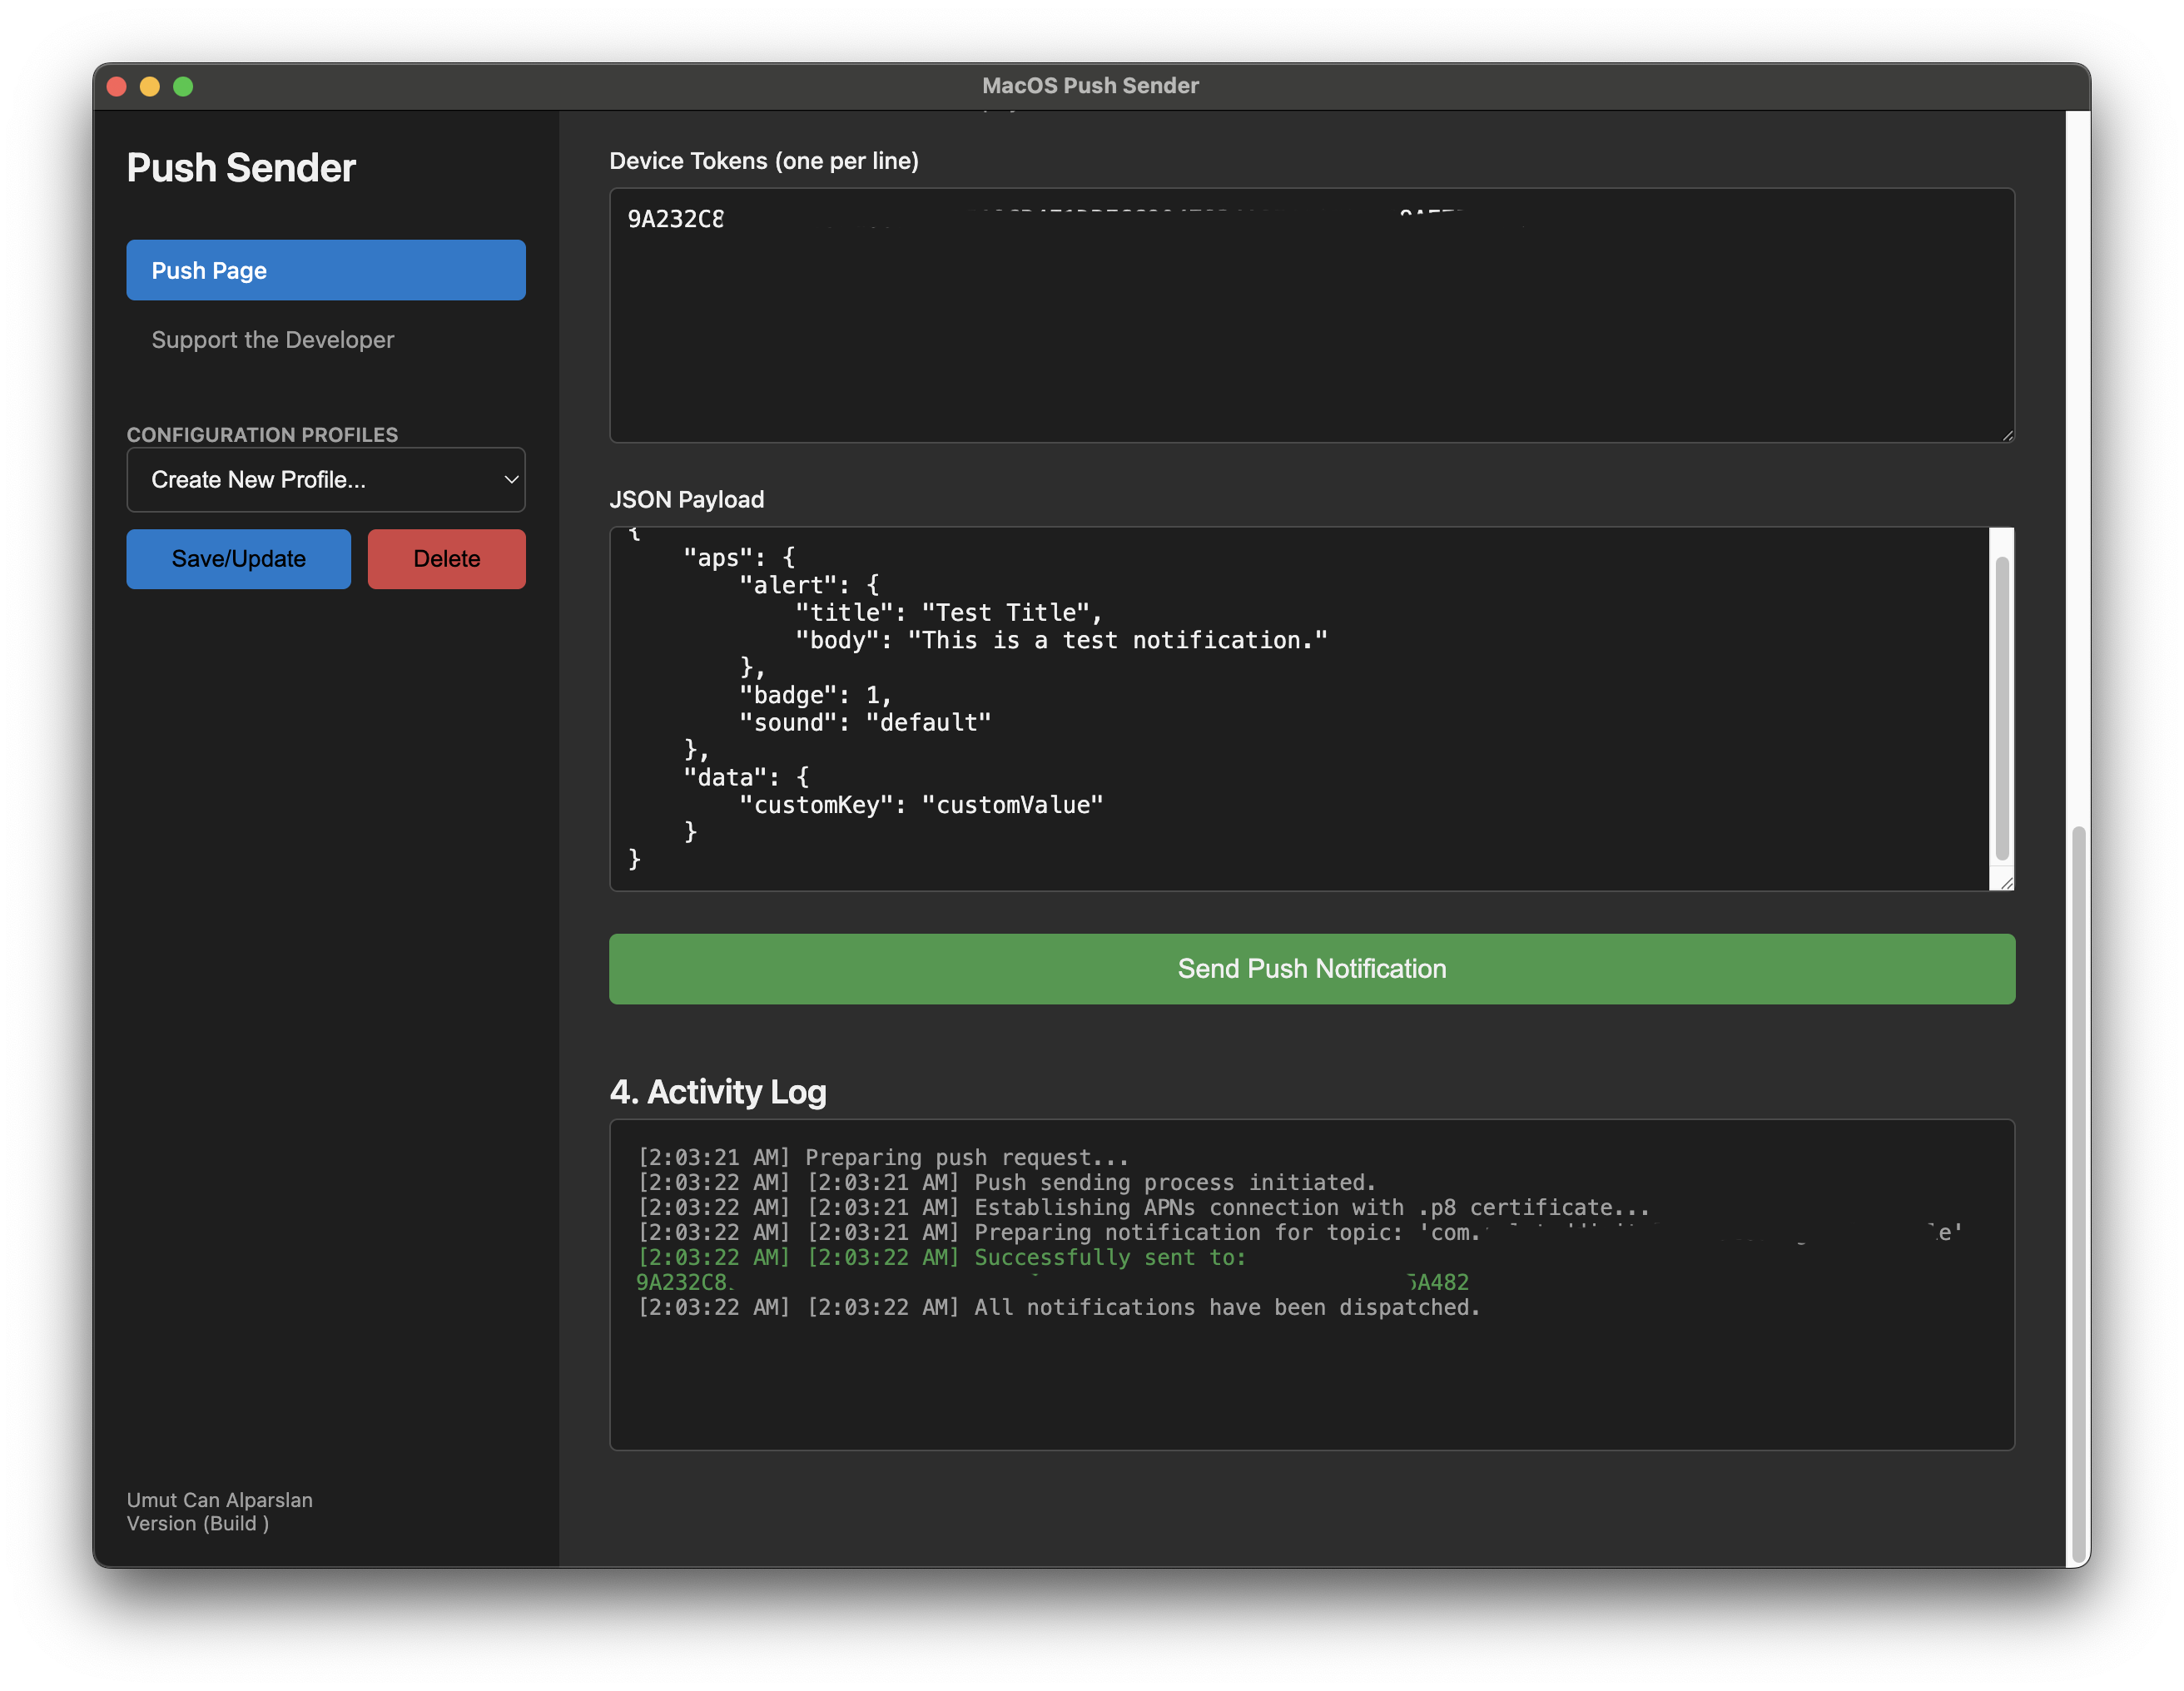 MacOS Push Sender
Push Sender
Push Page
Support the Developer
CONFIGURATION PROFILES
Create New Profile...
Save/Update
Delete
Umut Can Alparslan
Version (Build )
Device Tokens (one per line)
9A232C8
JSON Payload
{
"aps": {
"alert": {
"title": "Test Title",
"body": "This is a test notification."
},
"badge": 1,
"sound": "default"
},
"data": {
"customKey": "customValue"
}
}
Send Push Notification
4. Activity Log
[2:03:21 AM] Preparing push request...
[2:03:22 AM] [2:03:21 AM] Push sending process initiated.
[2:03:22 AM] [2:03:21 AM] Establishing APNs connection with .p8 certificate...
[2:03:22 AM] [2:03:21 AM] Preparing notification for topic: 'com.
[2:03:22 AM] [2:03:22 AM] Successfully sent to:
9A232C8 5A482
[2:03:22 AM] [2:03:22 AM] All notifications have been dispatched.